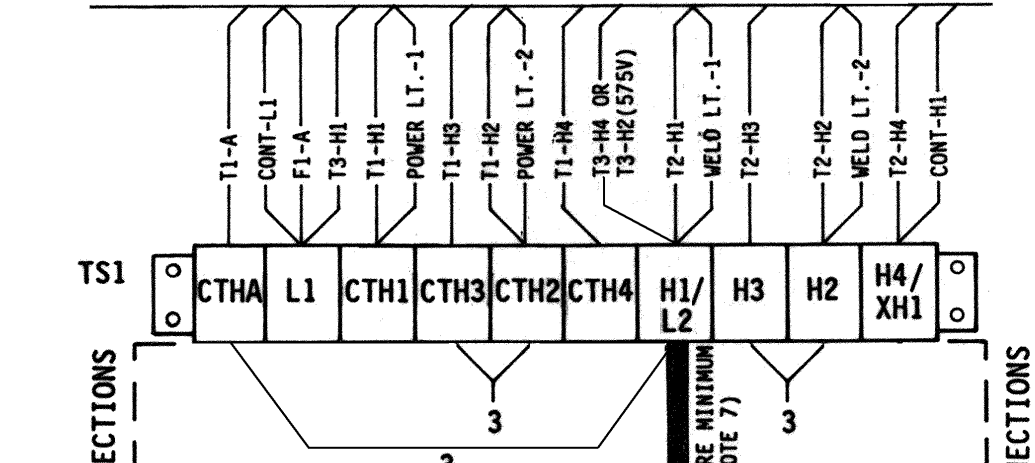 T1-A
CONT-L1
F1-A
T3-H1
T1-H1
POWER LT.-1
T1-H3
T1-H2
POWER LT.-2
T1-H4
T3-H4 OR
T3-H2(575V)
T2-H1
WELD LT.-1
T2-H3
T2-H2
WELD LT.-2
T2-H4
CONT-H1
TS1
CTHA
L1
CTH1
CTH3
CTH2
CTH4
H1/
L2
H3
H2
H4/
XH1
3
3
ECTIONS
RE MINIMUM
OTE 7)
ECTIONS